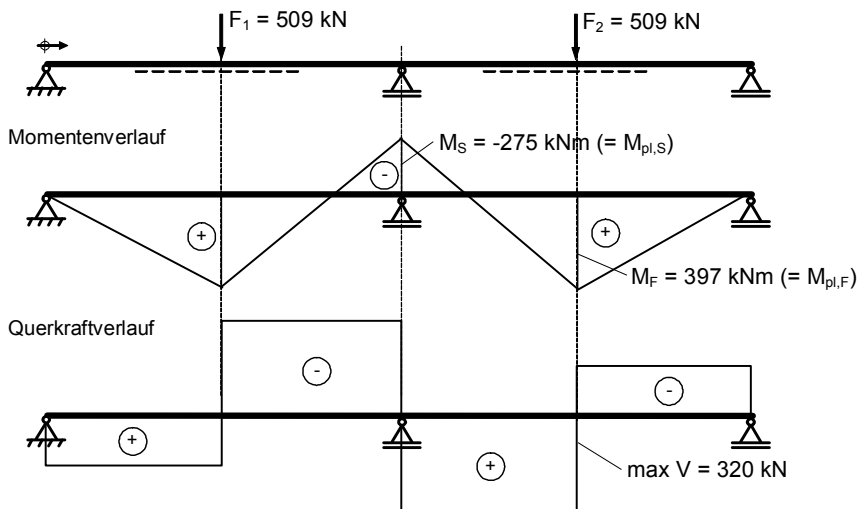 F₁ = 509 kN
F₂ = 509 kN
Momentenverlauf
M_S = -275 kNm (= M_pl,S)
-
+
+
M_F = 397 kNm (= M_pl,F)
Querkraftverlauf
-
-
+
+
max V = 320 kN